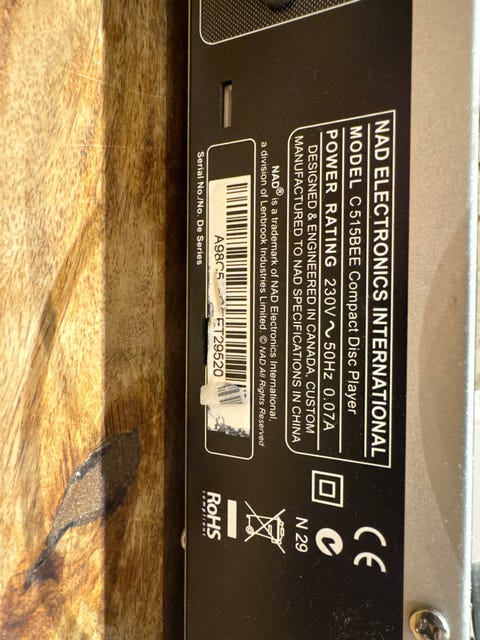 NAD ELECTRONICS INTERNATIONAL
MODEL C515BEE Compact Disc Player
POWER RATING 230V ~ 50Hz 0.07A
DESIGNED & ENGINEERED IN CANADA, CUSTOM
MANUFACTURED TO NAD SPECIFICATIONS IN CHINA
NAD® is a trademark of NAD Electronics International,
a division of Lenbrook Industries Limited. © NAD All Rights Reserved
ET29520
Serial No./No. De Series
CE
N 29
RoHS
compliant